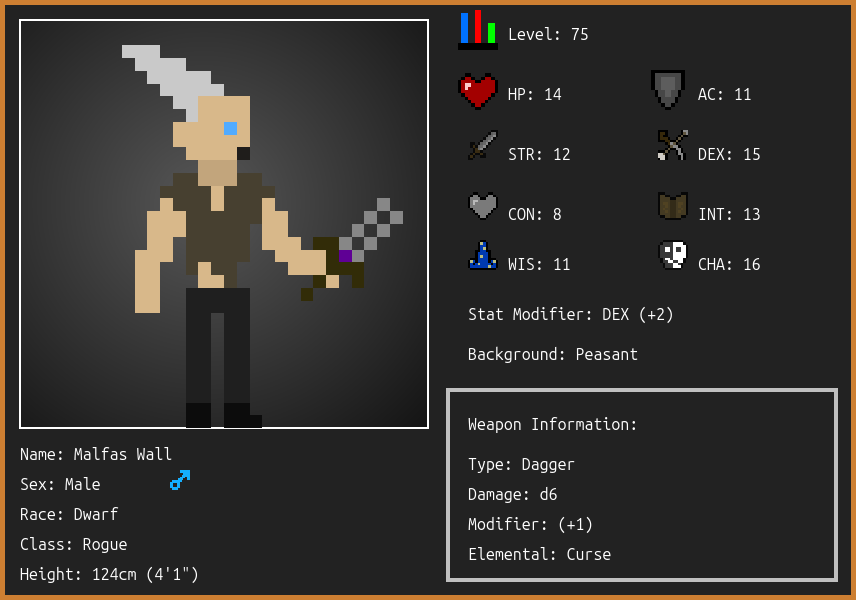 Level: 75
HP: 14
AC: 11
STR: 12
DEX: 15
CON: 8
INT: 13
WIS: 11
CHA: 16
Stat Modifier: DEX (+2)
Background: Peasant
Weapon Information:
Type: Dagger
Damage: d6
Modifier: (+1)
Elemental: Curse
Name: Malfas Wall
Sex: Male
Race: Dwarf
Class: Rogue
Height: 124cm (4'1")